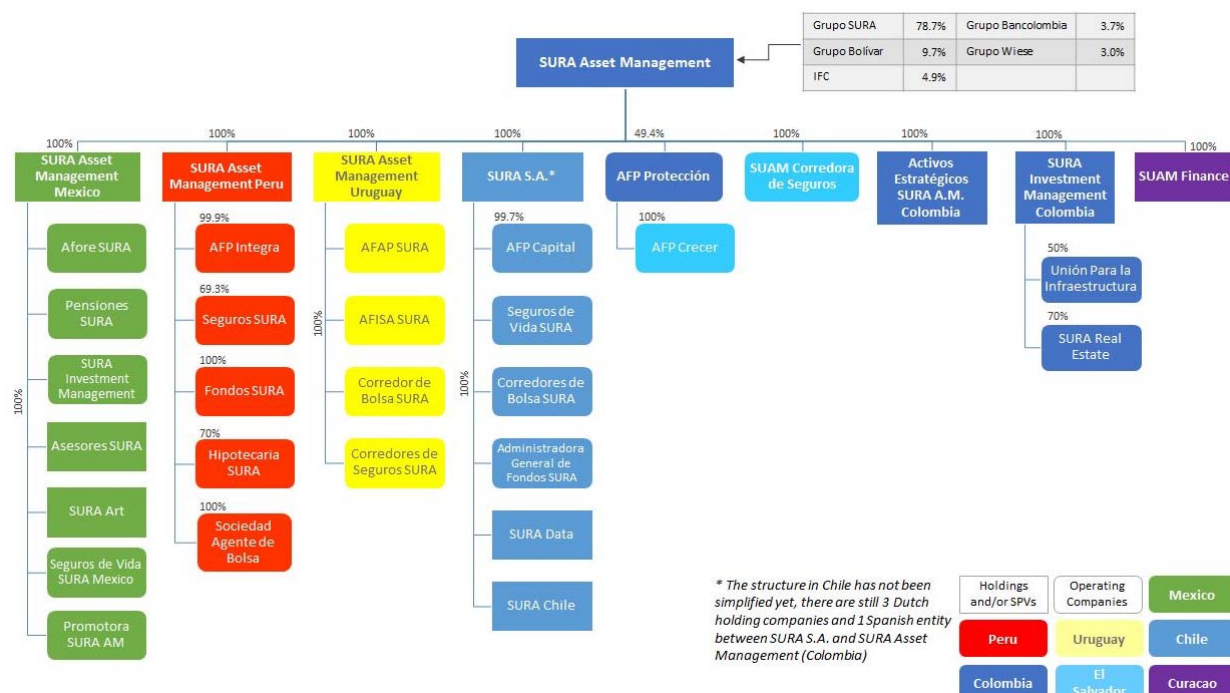 Grupo SURA 78.7% Grupo Bancolombia 3.7%
Grupo Bolívar 9.7% Grupo Wiese 3.0%
IFC 4.9%
SURA Asset Management
100% 100% 100% 100% 49.4% 100% 100% 100% 100%
SURA Asset
Management
Mexico
SURA Asset
Management Peru
SURA Asset
Management
Uruguay
SURA S.A.*
AFP Protección
SUAM Corredora
de Seguros
Activos
Estratégicos
SURA A.M.
Colombia
SURA
Investment
Management
Colombia
SUAM Finance
100%
Afore SURA
Pensiones
SURA
SURA
Investment
Management
Asesores SURA
SURA Art
Seguros de Vida
SURA Mexico
Promotora
SURA AM
99.9%
AFP Integra
69.3%
Seguros SURA
100%
Fondos SURA
70%
Hipotecaria
SURA
100%
Sociedad
Agente de
Bolsa
100%
AFAP SURA
AFISA SURA
Corredor de
Bolsa SURA
Corredores de
Seguros SURA
99.7%
AFP Capital
100%
Seguros de
Vida SURA
Corredores de
Bolsa SURA
Administradora
General de
Fondos SURA
SURA Data
SURA Chile
100%
AFP Crecer
50%
Unión Para la
Infraestructura
70%
SURA Real
Estate
* The structure in Chile has not been
simplified yet, there are still 3 Dutch
holding companies and 1 Spanish entity
between SURA S.A. and SURA Asset
Management (Colombia)
Holdings
and/or SPVs
Operating
Companies
Mexico
Peru
Uruguay
Chile
Colombia
El
Salvador
Curacao